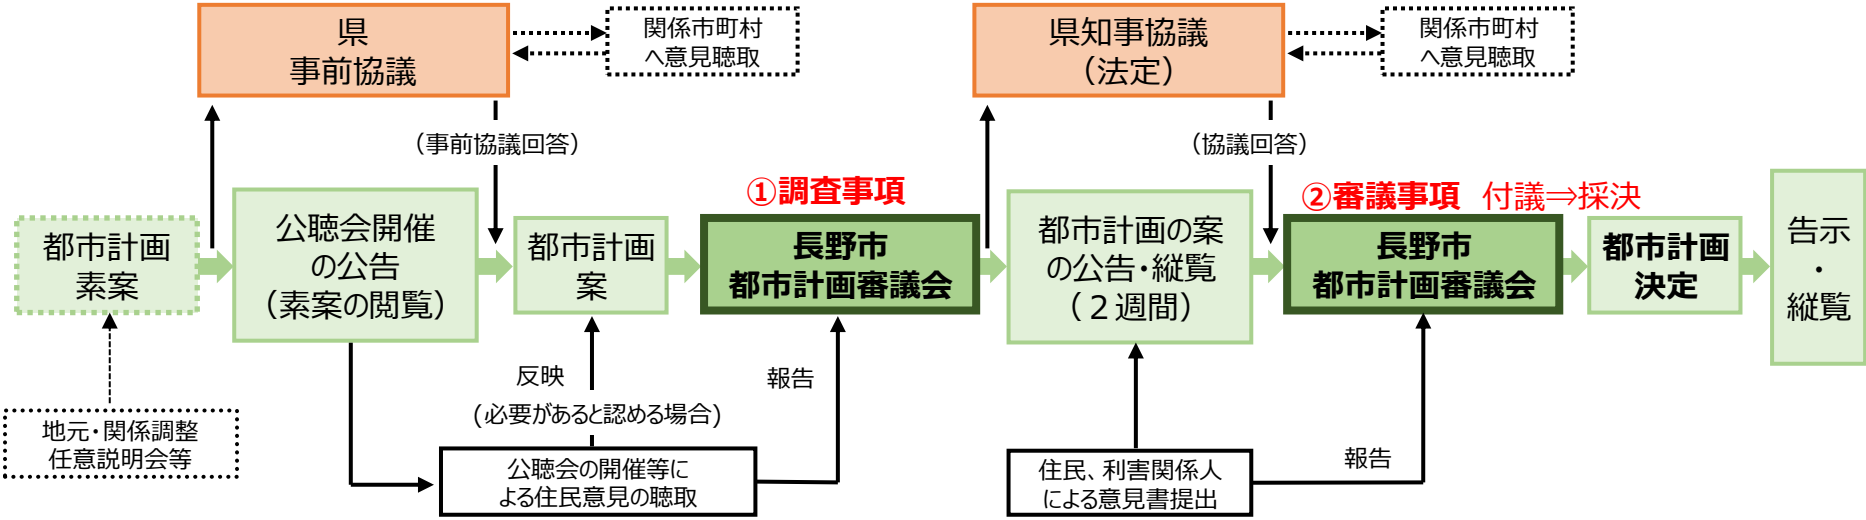 県
事前協議
関係市町村
へ意見聴取
県知事協議
（法定）
関係市町村
へ意見聴取
（事前協議回答）
（協議回答）
①調査事項
②審議事項 付議⇒採決
都市計画
素案
公聴会開催
の公告
（素案の閲覧）
都市計画
案
長野市
都市計画審議会
都市計画の案
の公告・縦覧
（２週間）
長野市
都市計画審議会
都市計画
決定
告示
・
縦覧
反映
(必要があると認める場合)
報告
報告
地元・関係調整
任意説明会等
公聴会の開催等に
よる住民意見の聴取
住民、利害関係人
による意見書提出